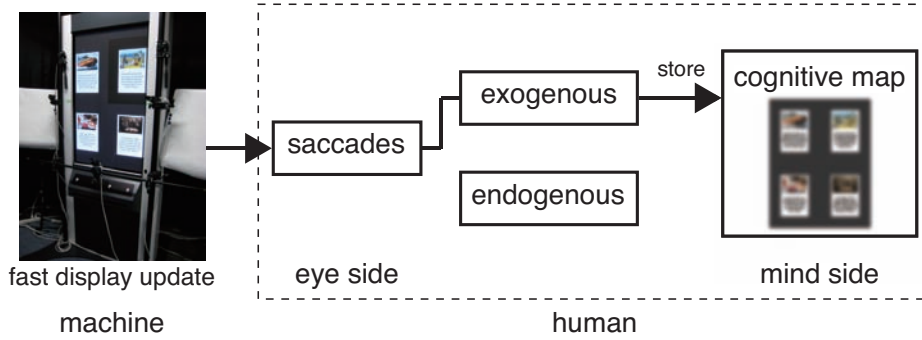 fast display update
machine
saccades
exogenous
endogenous
store
cognitive map
eye side
mind side
human